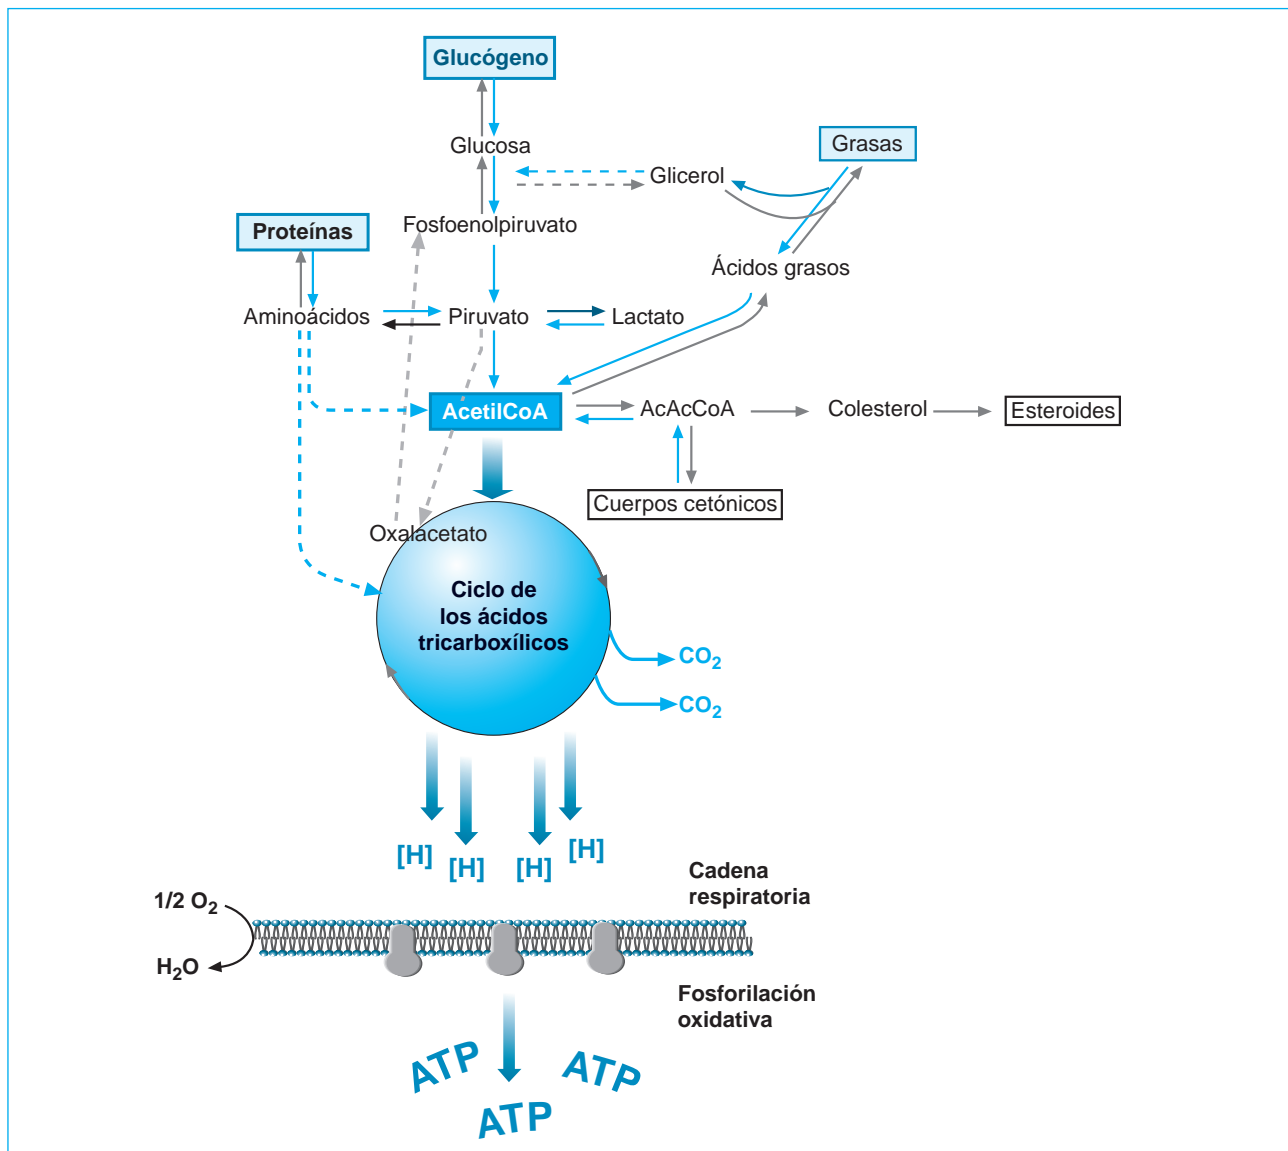 Glucógeno
Glucosa
Grasas
Glicerol
Proteínas
Fosfoenolpiruvato
Ácidos grasos
Aminoácidos
Piruvato
Lactato
AcetilCoA
AcAcCoA
Colesterol
Esteroides
Cuerpos cetónicos
Oxalacetato
Ciclo de
los ácidos
tricarboxílicos
CO2
CO2
[H]
[H]
[H]
[H]
Cadena
respiratoria
1/2 O2
H2O
Fosforilación
oxidativa
ATP
ATP
ATP